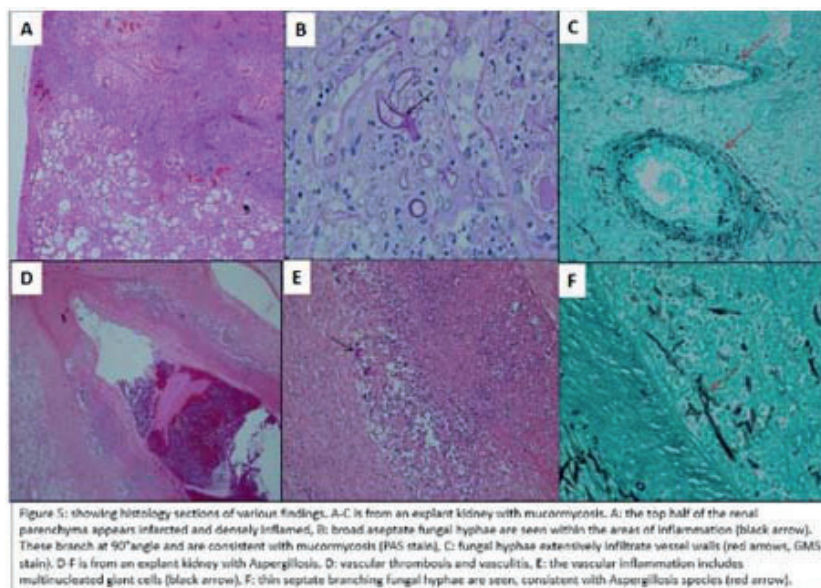 A
B
C
D
E
F
Figure 5: showing histology sections of various findings. A-C is from an explant kidney with mucormycosis. A: the top half of the renal
parenchyma appears infarcted and densely inflamed, B: broad aseptate fungal hyphae are seen within the areas of inflammation (black arrow).
These branch at 90°angle and are consistent with mucormycosis (PAS stain), C: fungal hyphae extensively infiltrate vessel walls (red arrows, GMS
stain). D-F is from an explant kidney with Aspergillosis. D: vascular thrombosis and vasculitis, E: the vascular inflammation includes
multinucleated giant cells (black arrow). F: thin septate branching fungal hyphae are seen, consistent with Aspergillus species (red arrow).